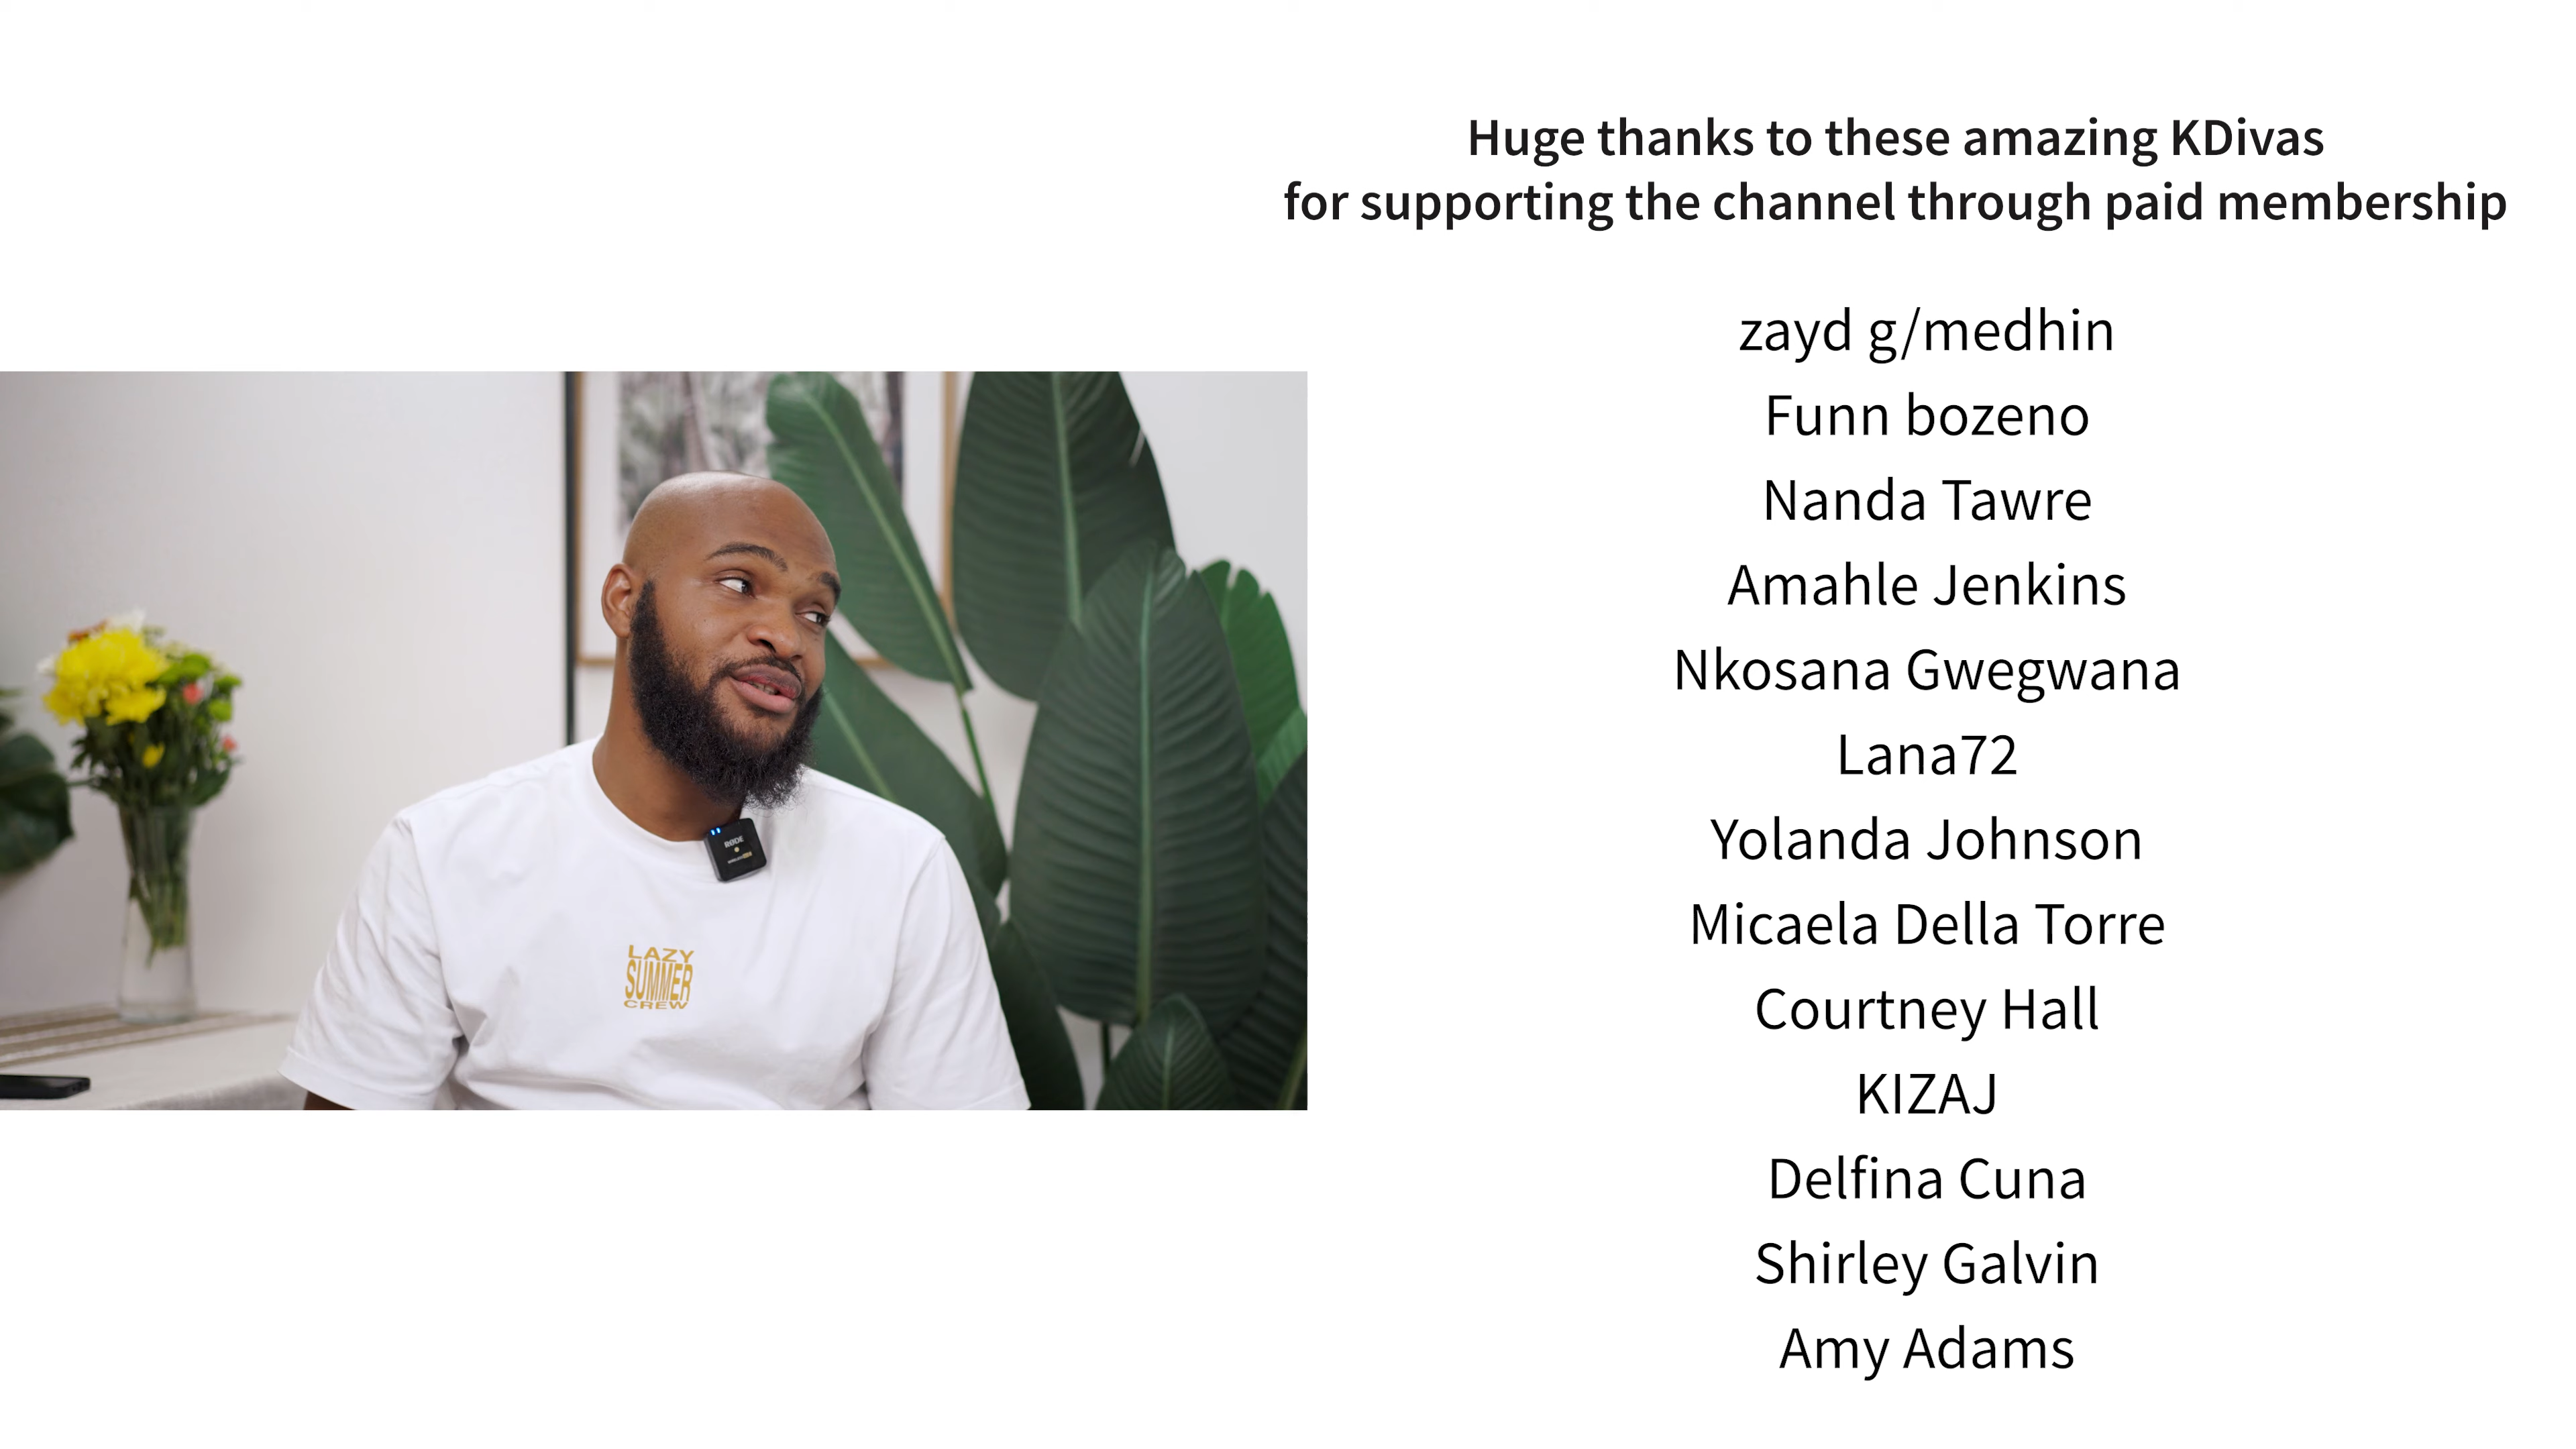 Huge thanks to these amazing KDivas
for supporting the channel through paid membership
zayd g/medhin
Funn bozeno
Nanda Tawre
Amahle Jenkins
Nkosana Gwegwana
Lana72
Yolanda Johnson
Micaela Della Torre
Courtney Hall
KIZAJ
Delfina Cuna
Shirley Galvin
Amy Adams
RØDE
LAZY
SUMMER
CREW